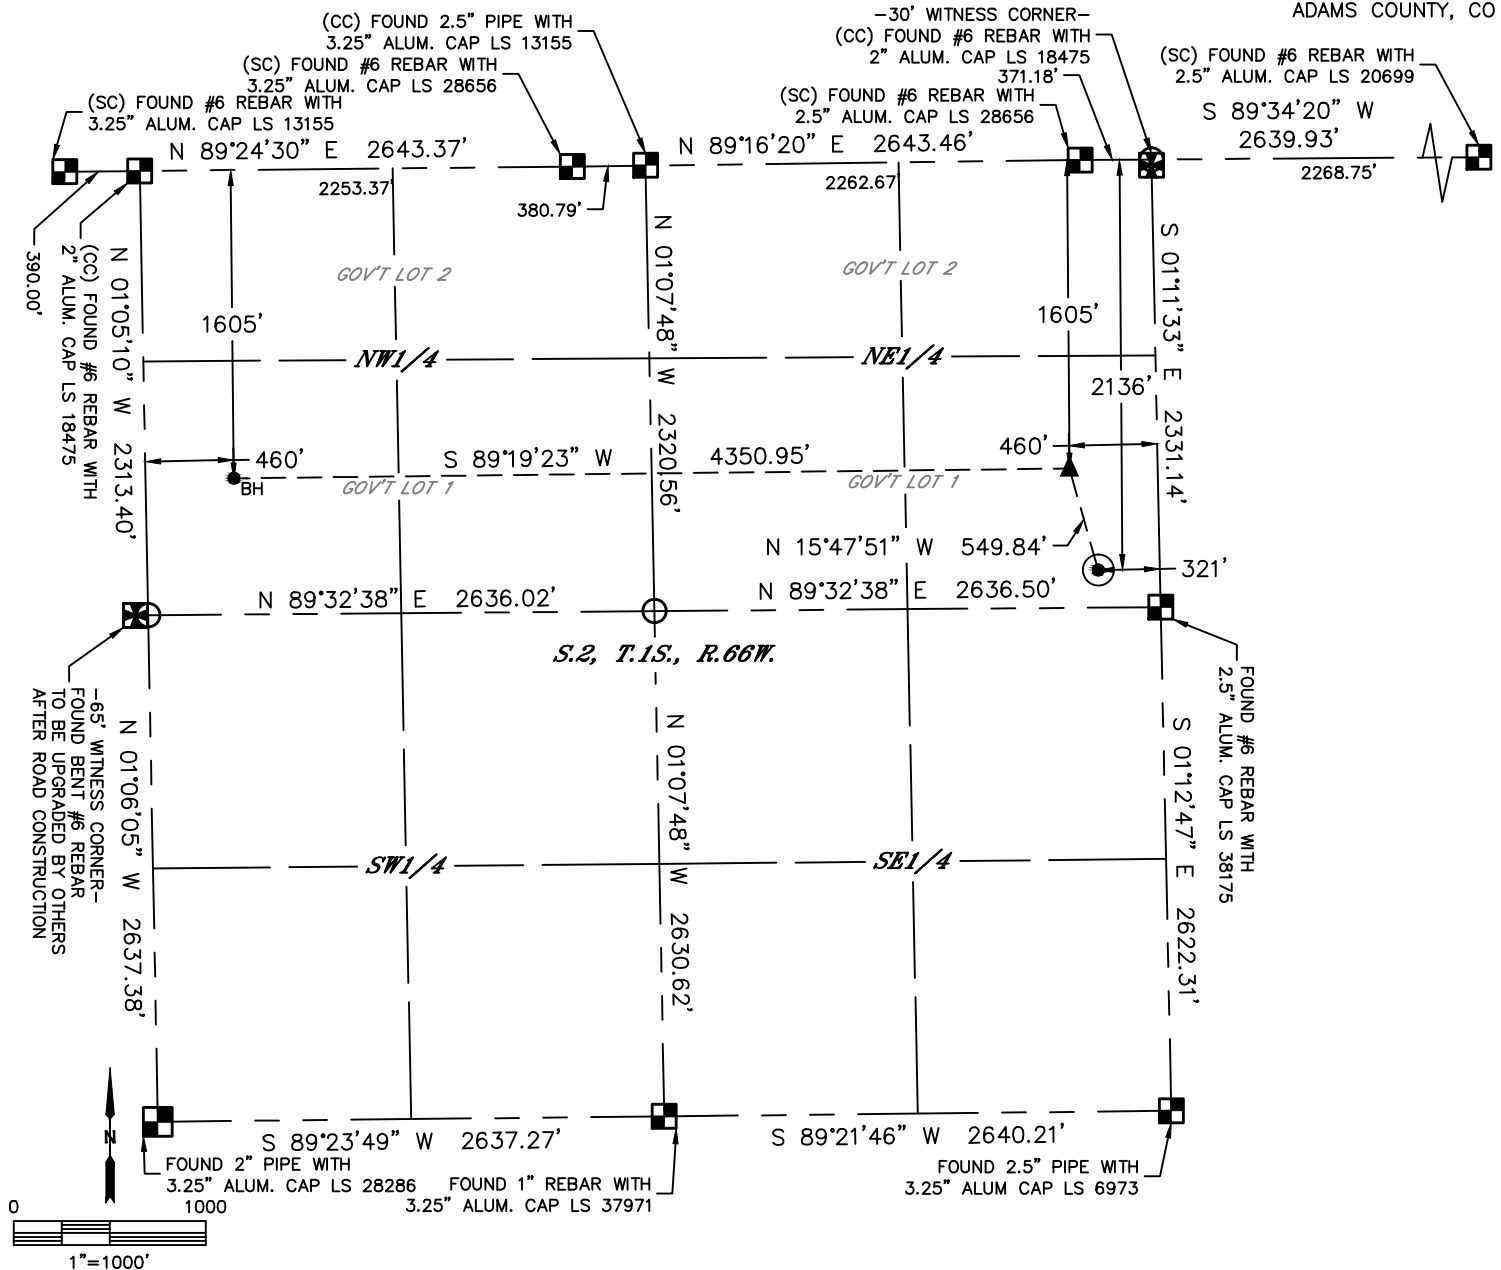 ADAMS COUNTY, CO
(CC) FOUND 2.5" PIPE WITH
3.25" ALUM. CAP LS 13155
(SC) FOUND #6 REBAR WITH
3.25" ALUM. CAP LS 28656
(SC) FOUND #6 REBAR WITH
3.25" ALUM. CAP LS 13155
-30' WITNESS CORNER-
(CC) FOUND #6 REBAR WITH
2" ALUM. CAP LS 18475
371.18'
(SC) FOUND #6 REBAR WITH
2.5" ALUM. CAP LS 28656
(SC) FOUND #6 REBAR WITH
2.5" ALUM. CAP LS 20699
S 89°34'20" W
2639.93'
2268.75'
N 89°24'30" E 2643.37'
2253.37'
380.79'
N 89°16'20" E 2643.46'
2262.67'
390.00'
(CC) FOUND #6 REBAR WITH
2" ALUM. CAP LS 18475
N 01°05'10" W 2313.40'
1605'
GOV'T LOT 2
N 01°07'48" W 2320.56'
GOV'T LOT 2
1605'
S 01°11'33" E 2331.14'
2136'
NW1/4
NE1/4
460'
S 89°19'23" W 4350.95'
460'
BH
GOV'T LOT 1
GOV'T LOT 1
N 15°47'51" W 549.84'
321'
N 89°32'38" E 2636.02'
N 89°32'38" E 2636.50'
S.2, T.1S., R.66W.
-65' WITNESS CORNER-
FOUND BENT #6 REBAR
TO BE UPGRADED BY OTHERS
AFTER ROAD CONSTRUCTION
N 01°06'05" W 2637.38'
N 01°07'48" W 2630.62'
S 01°12'47" E 2622.31'
FOUND #6 REBAR WITH
2.5" ALUM. CAP LS 38175
SW1/4
SE1/4
S 89°23'49" W 2637.27'
S 89°21'46" W 2640.21'
FOUND 2" PIPE WITH
3.25" ALUM. CAP LS 28286
FOUND 1" REBAR WITH
3.25" ALUM. CAP LS 37971
FOUND 2.5" PIPE WITH
3.25" ALUM CAP LS 6973
N
0 1000
1"=1000'